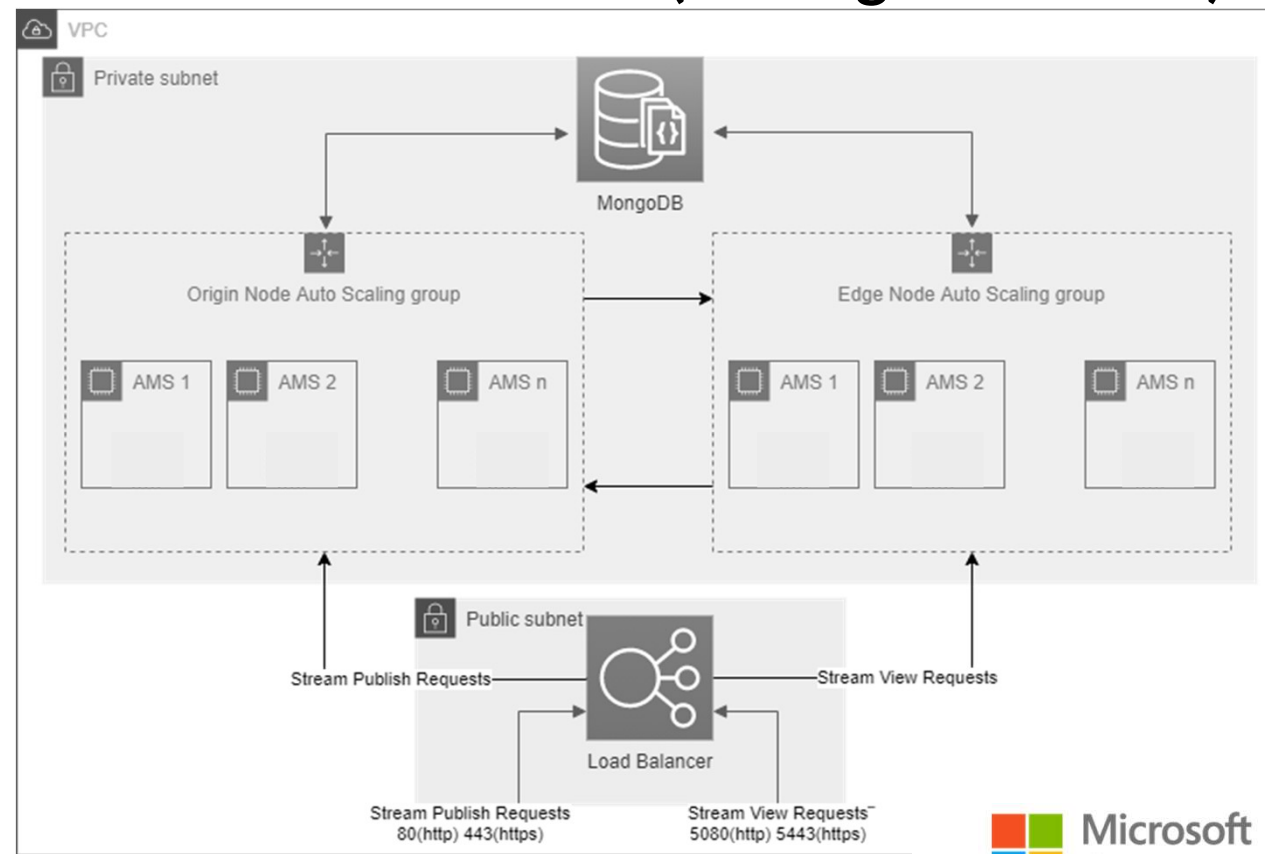 VPC
Private subnet
MongoDB
Origin Node Auto Scaling group
Edge Node Auto Scaling group
AMS 1
AMS 2
AMS n
AMS 1
AMS 2
AMS n
Public subnet
Stream Publish Requests
Stream View Requests
Load Balancer
Stream Publish Requests
80(http) 443(https)
Stream View Requests
5080(http) 5443(https)
Microsoft